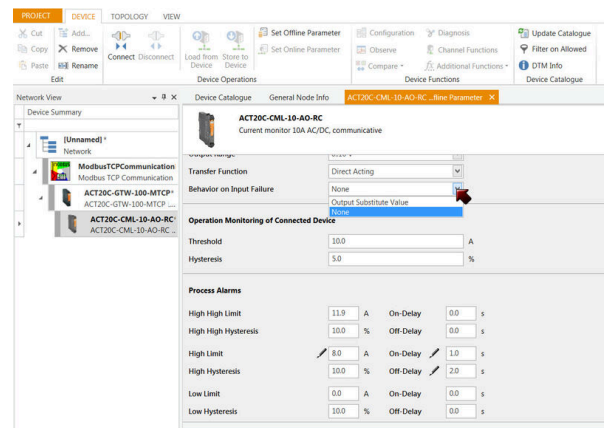 PROJECT DEVICE TOPOLOGY VIEW
Cut Add... Set Offline Parameter Configuration Diagnosis Update Catalogue
Copy Remove Connect Disconnect Load from Device Store to Device Set Online Parameter Observe Channel Functions Filter on Allowed
Paste Rename Compare Additional Functions DTM Info
Edit Device Operations Device Functions Device Catalogue
Network View Device Catalogue General Node Info ACT20C-CML-10-AO-RC ...fline Parameter
Device Summary
ACT20C-CML-10-AO-RC
Current monitor 10A AC/DC, communicative
[Unnamed]*
Network
ModbusTCPCommunication
Modbus TCP Communication
ACT20C-GTW-100-MTCP*
ACT20C-GTW-100-MTCP ....
ACT20C-CML-10-AO-RC*
ACT20C-CML-10-AO-RC ..
Output Range 0..10 V
Transfer Function Direct Acting
Behavior on Input Failure None
Output Substitute Value
None
Operation Monitoring of Connected Device
Threshold 10.0 A
Hysteresis 5.0 %
Process Alarms
High High Limit 11.9 A On-Delay 0.0 s
High High Hysteresis 10.0 % Off-Delay 0.0 s
High Limit 8.0 A On-Delay 1.0 s
High Hysteresis 10.0 % Off-Delay 2.0 s
Low Limit 0.0 A On-Delay 0.0 s
Low Hysteresis 10.0 % Off-Delay 0.0 s